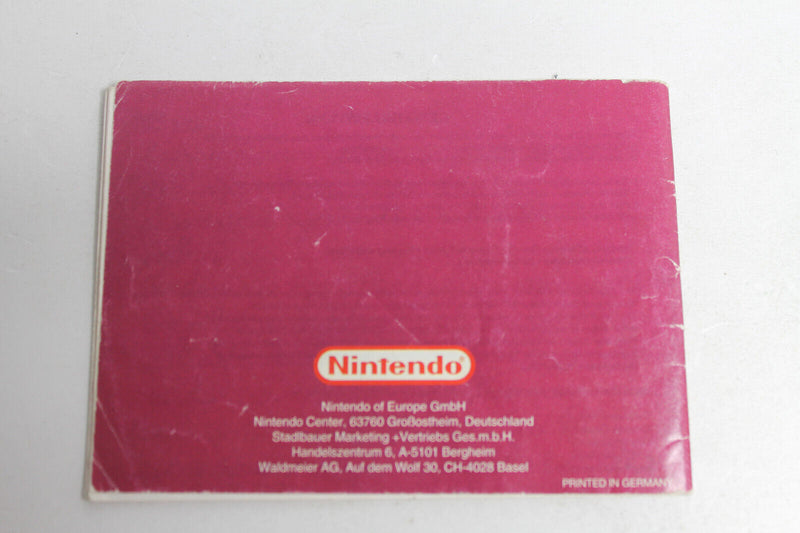 Nintendo
Nintendo of Europe GmbH
Nintendo Center, 63760 Großostheim, Deutschland
Stadlbauer Marketing +Vertriebs Ges.m.b.H.
Handelszentrum 6, A-5101 Bergheim
Waldmeier AG, Auf dem Wolf 30, CH-4028 Basel
PRINTED IN GERMANY